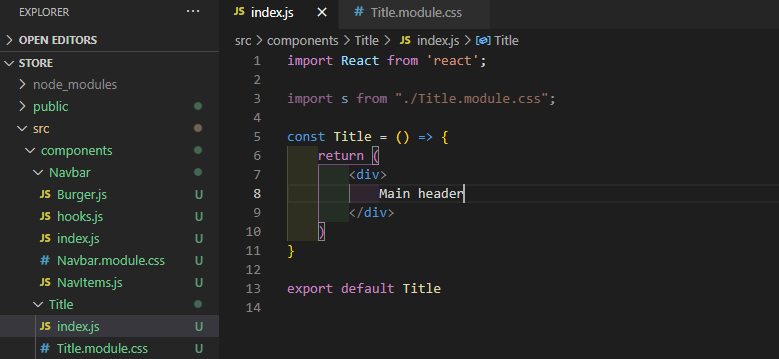 EXPLORER
JS index.js
# Title.module.css
OPEN EDITORS
src > components > Title > JS index.js > Title
STORE
node_modules
public
src
components
Navbar
JS Burger.js U
JS hooks.js U
JS index.js U
# Navbar.module.css U
JS NavItems.js U
Title
JS index.js U
# Title.module.css U
1 import React from 'react';
2
3 import s from "./Title.module.css";
4
5 const Title = () => {
6 return (
7 <div>
8 Main header
9 </div>
10 )
11 }
12
13 export default Title
14